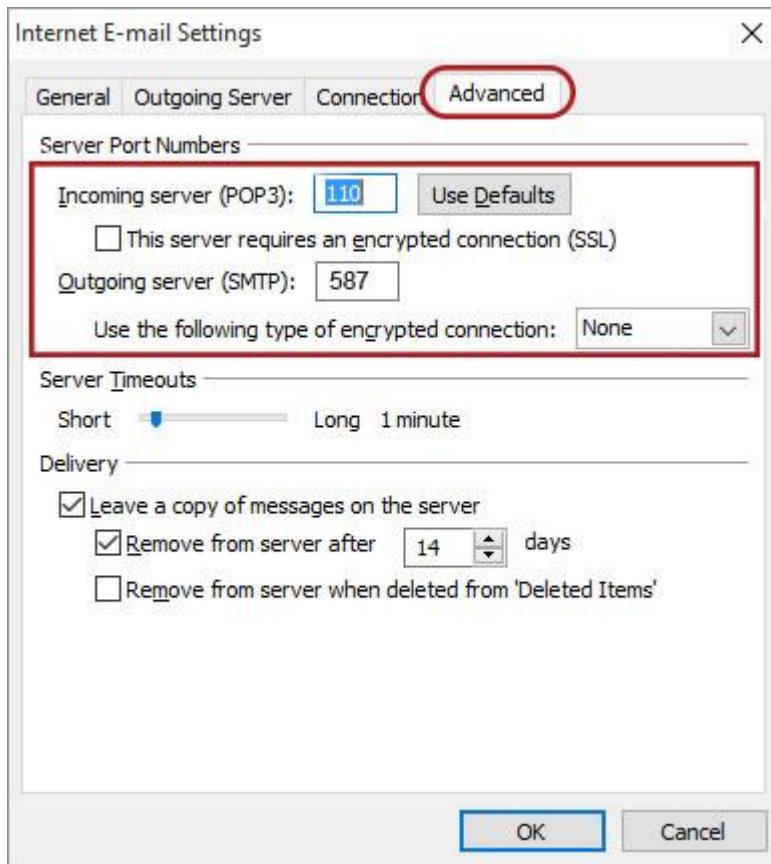 Internet E-mail Settings
General Outgoing Server Connection Advanced
Server Port Numbers
Incoming server (POP3): 110 Use Defaults
This server requires an encrypted connection (SSL)
Outgoing server (SMTP): 587
Use the following type of encrypted connection: None
Server Timeouts
Short Long 1 minute
Delivery
Leave a copy of messages on the server
Remove from server after 14 days
Remove from server when deleted from 'Deleted Items'
OK Cancel